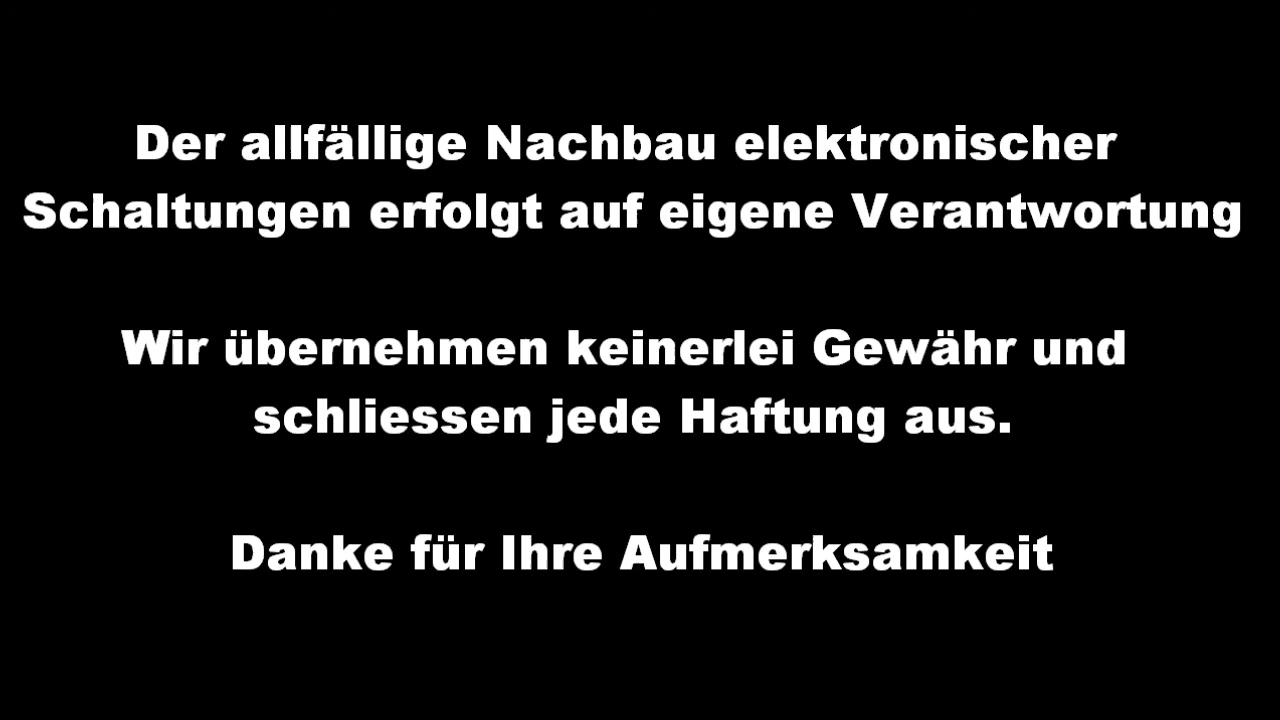 Der allfällige Nachbau elektronischer
Schaltungen erfolgt auf eigene Verantwortung
Wir übernehmen keinerlei Gewähr und
schliessen jede Haftung aus.
Danke für Ihre Aufmerksamkeit